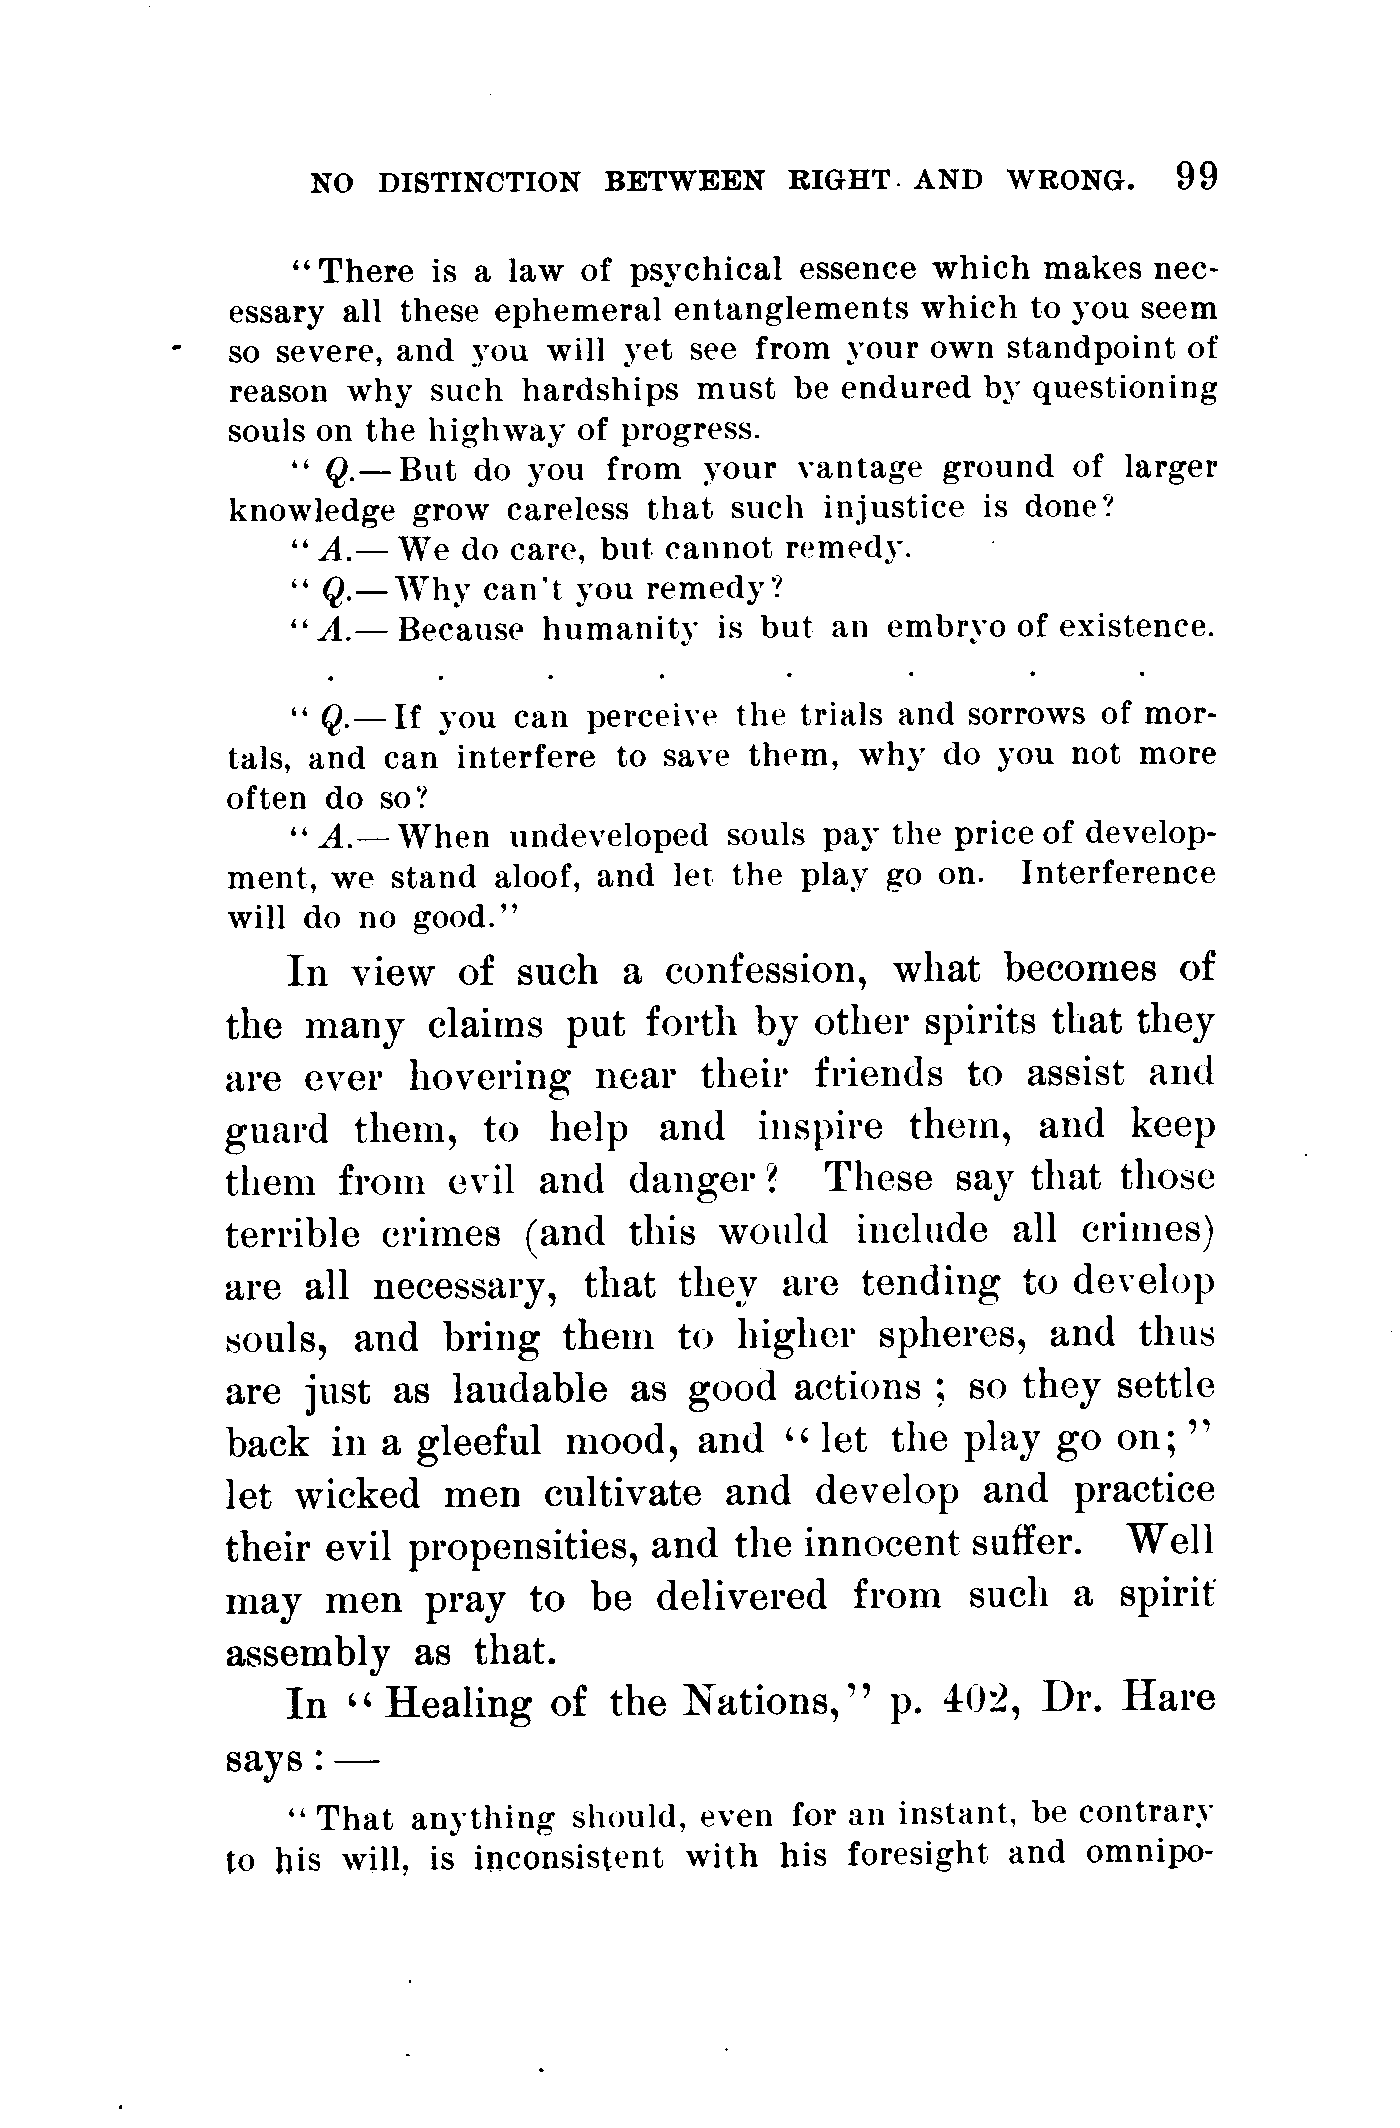 NO DISTINCTION BETWEEN RIGHT AND WRONG. 99
"There is a law of psychical essence which makes nec-
essary all these ephemeral entanglements which to you seem
so severe, and you will yet see from your own standpoint of
reason why such hardships must be endured by questioning
souls on the highway of progress.
"Q.—But do you from your vantage ground of larger
knowledge grow careless that such injustice is done?
"A.—We do care, but cannot remedy.
"Q.—Why can't you remedy?
"A.—Because humanity is but an embryo of existence.
. . . . . . . .
"Q.—If you can perceive the trials and sorrows of mor-
tals, and can interfere to save them, why do you not more
often do so?
"A.—When undeveloped souls pay the price of develop-
ment, we stand aloof, and let the play go on. Interference
will do no good."
In view of such a confession, what becomes of
the many claims put forth by other spirits that they
are ever hovering near their friends to assist and
guard them, to help and inspire them, and keep
them from evil and danger? These say that those
terrible crimes (and this would include all crimes)
are all necessary, that they are tending to develop
souls, and bring them to higher spheres, and thus
are just as laudable as good actions; so they settle
back in a gleeful mood, and "let the play go on;"
let wicked men cultivate and develop and practice
their evil propensities, and the innocent suffer. Well
may men pray to be delivered from such a spirit
assembly as that.
In "Healing of the Nations," p. 402, Dr. Hare
says:—
"That anything should, even for an instant, be contrary
to his will, is inconsistent with his foresight and omnipo-